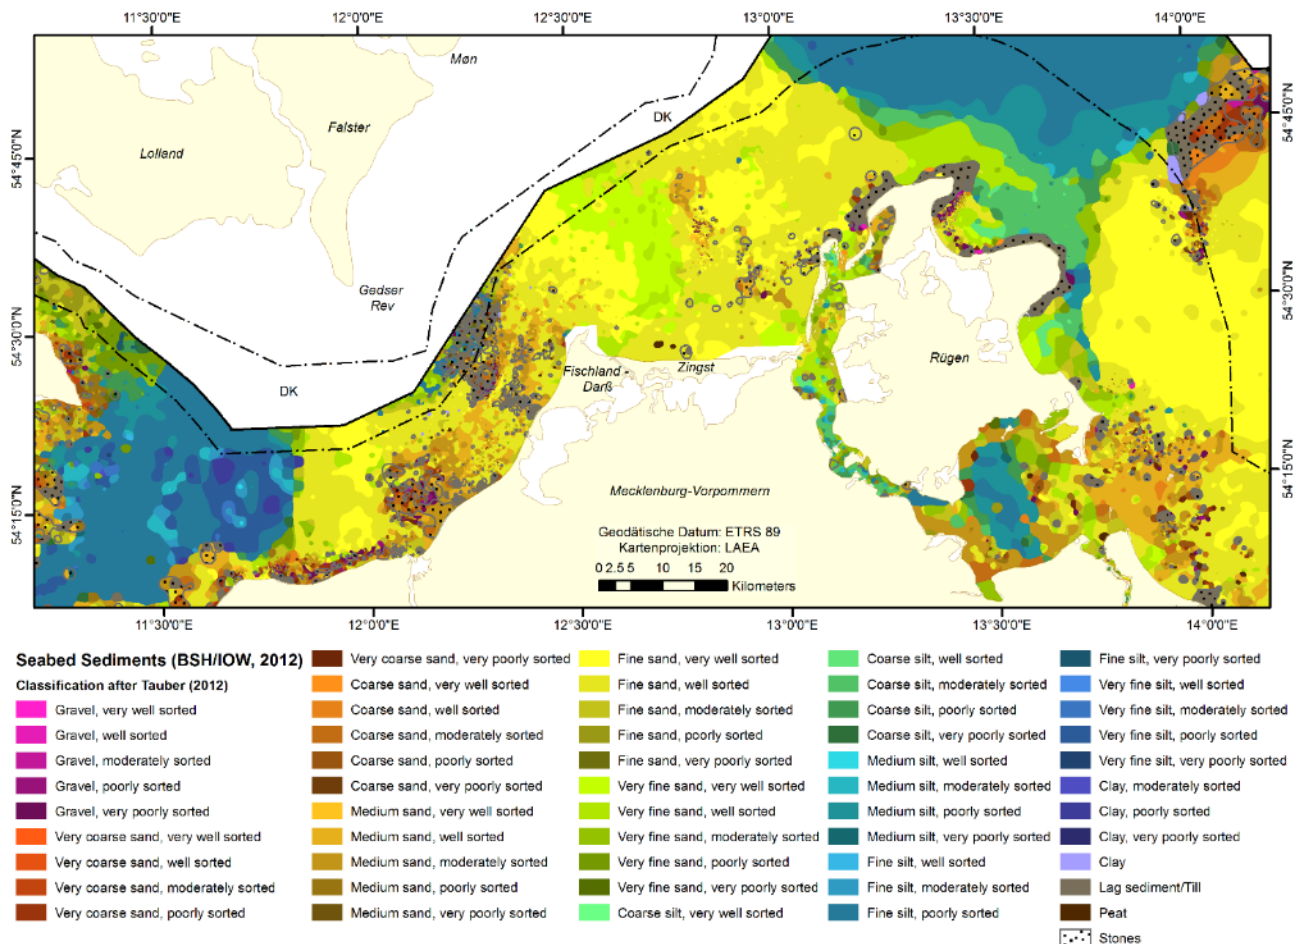 11°30'0"E 12°0'0"E 12°30'0"E 13°0'0"E 13°30'0"E 14°0'0"E
Møn
DK
Falster
Lolland
54°45'0"N
54°45'0"N
Gedser
Rev
54°30'0"N
54°30'0"N
Rügen
Zingst
Fischland -
Darß
DK
54°15'0"N
54°15'0"N
Mecklenburg-Vorpommern
Geodätische Datum: ETRS 89
Kartenprojektion: LAEA
0 2.5 5 10 15 20
Kilometers
11°30'0"E 12°0'0"E 12°30'0"E 13°0'0"E 13°30'0"E 14°0'0"E
Seabed Sediments (BSH/IOW, 2012)
Classification after Tauber (2012)
Gravel, very well sorted
Gravel, well sorted
Gravel, moderately sorted
Gravel, poorly sorted
Gravel, very poorly sorted
Very coarse sand, very well sorted
Very coarse sand, well sorted
Very coarse sand, moderately sorted
Very coarse sand, poorly sorted
Very coarse sand, very poorly sorted
Coarse sand, very well sorted
Coarse sand, well sorted
Coarse sand, moderately sorted
Coarse sand, poorly sorted
Coarse sand, very poorly sorted
Medium sand, very well sorted
Medium sand, well sorted
Medium sand, moderately sorted
Medium sand, poorly sorted
Medium sand, very poorly sorted
Fine sand, very well sorted
Fine sand, well sorted
Fine sand, moderately sorted
Fine sand, poorly sorted
Fine sand, very poorly sorted
Very fine sand, very well sorted
Very fine sand, well sorted
Very fine sand, moderately sorted
Very fine sand, poorly sorted
Very fine sand, very poorly sorted
Coarse silt, very well sorted
Coarse silt, well sorted
Coarse silt, moderately sorted
Coarse silt, poorly sorted
Coarse silt, very poorly sorted
Medium silt, well sorted
Medium silt, moderately sorted
Medium silt, poorly sorted
Medium silt, very poorly sorted
Fine silt, well sorted
Fine silt, moderately sorted
Fine silt, poorly sorted
Fine silt, very poorly sorted
Very fine silt, well sorted
Very fine silt, moderately sorted
Very fine silt, poorly sorted
Very fine silt, very poorly sorted
Clay, moderately sorted
Clay, poorly sorted
Clay, very poorly sorted
Clay
Lag sediment/Till
Peat
Stones